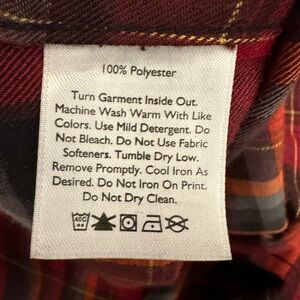 100% Polyester
Turn Garment Inside Out.
Machine Wash Warm With Like
Colors. Use Mild Detergent. Do
Not Bleach. Do Not Use Fabric
Softeners. Tumble Dry Low.
Remove Promptly. Cool Iron As
Desired. Do Not Iron On Print.
Do Not Dry Clean.